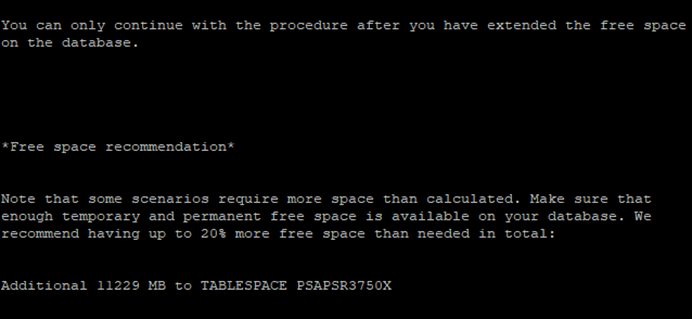 You can only continue with the procedure after you have extended the free space
on the database.
*Free space recommendation*
Note that some scenarios require more space than calculated. Make sure that
enough temporary and permanent free space is available on your database. We
recommend having up to 20% more free space than needed in total:
Additional 11229 MB to TABLESPACE PSAPSR3750X